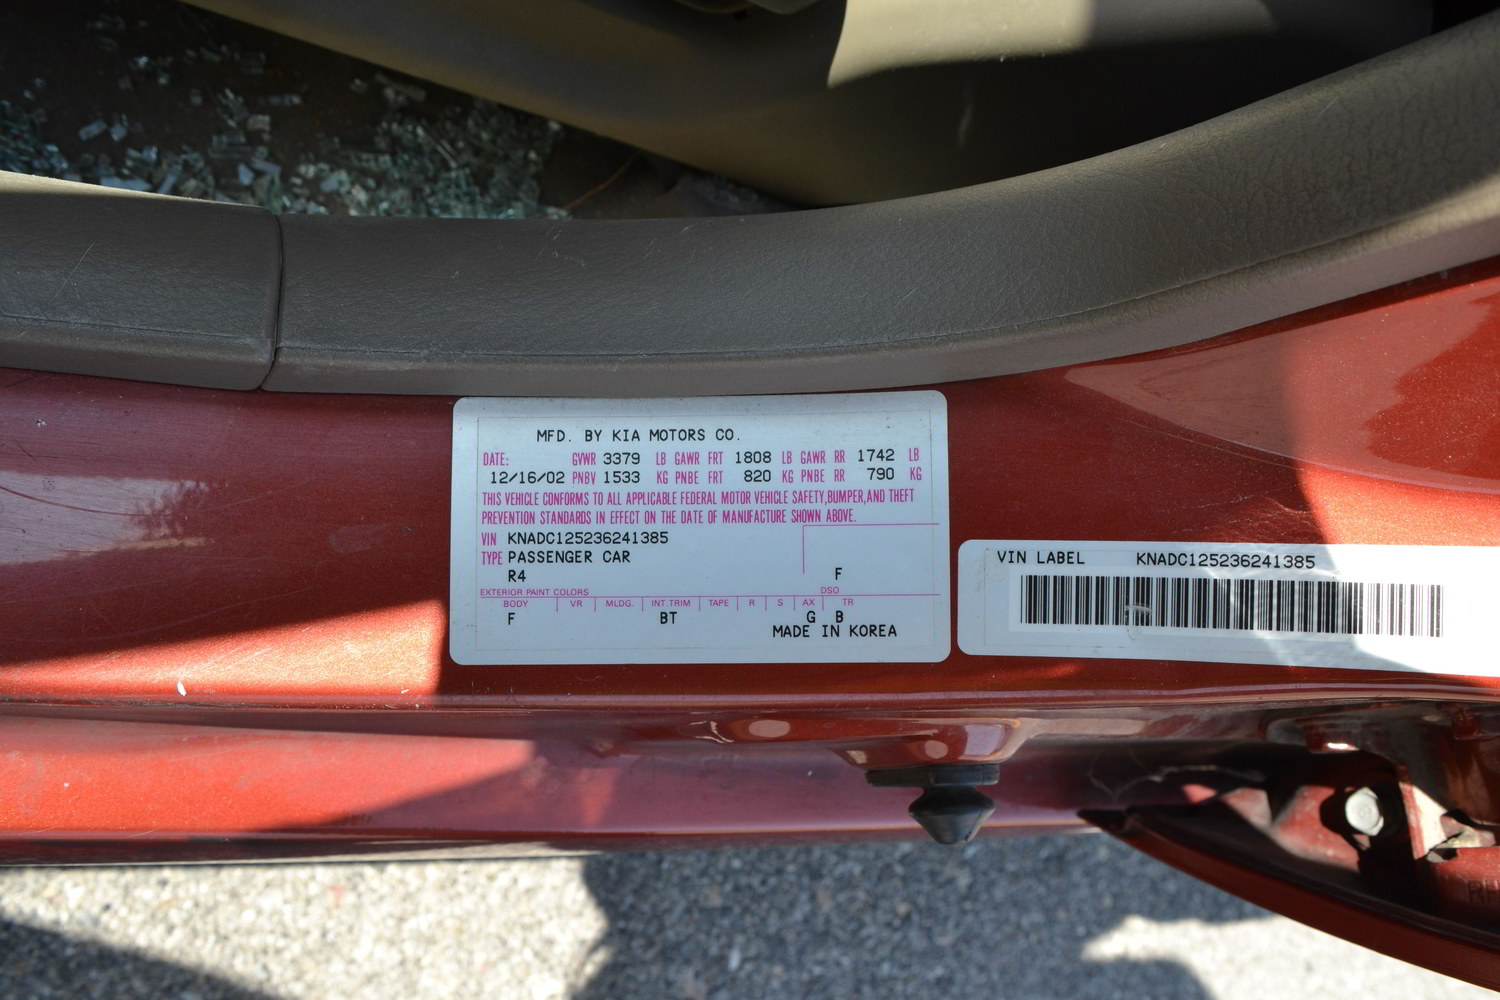 MFD. BY KIA MOTORS CO.
DATE: GVWR 3379 LB GAWR FRT 1808 LB GAWR RR 1742 LB
12/16/02 PNBV 1533 KG PNBE FRT 820 KG PNBE RR 790 KG
THIS VEHICLE CONFORMS TO ALL APPLICABLE FEDERAL MOTOR VEHICLE SAFETY,BUMPER,AND THEFT
PREVENTION STANDARDS IN EFFECT ON THE DATE OF MANUFACTURE SHOWN ABOVE.
VIN KNADC125236241385
TYPE PASSENGER CAR
R4 F
EXTERIOR PAINT COLORS DSO
BODY VR MLDG. INT.TRIM TAPE R S AX TR
F BT G B
MADE IN KOREA
VIN LABEL KNADC125236241385